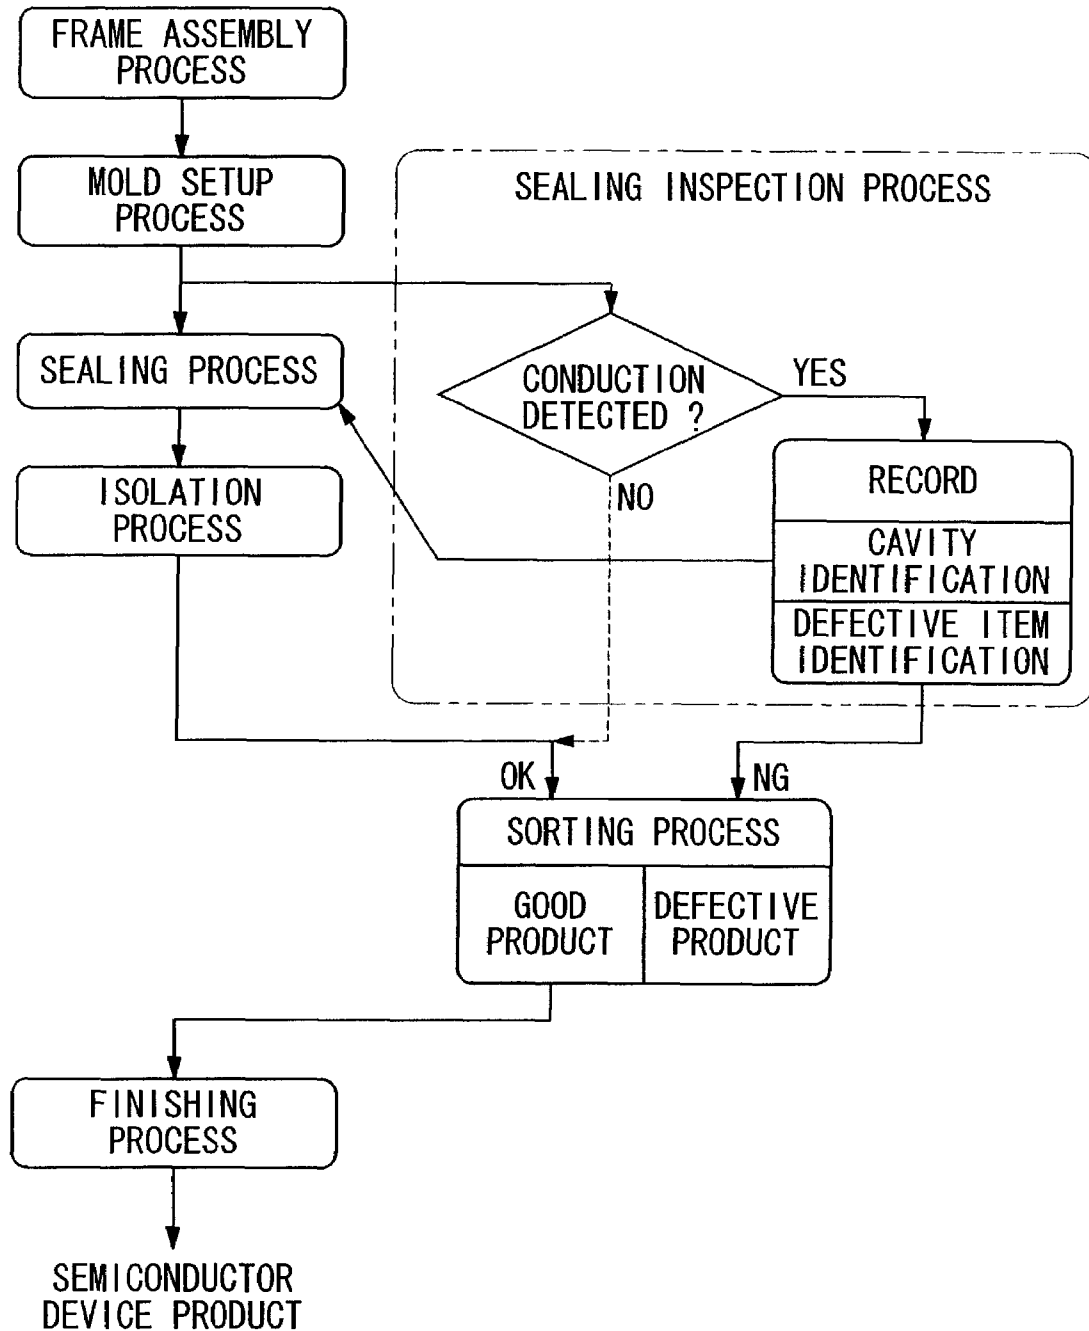 FRAME ASSEMBLY
PROCESS
MOLD SETUP
PROCESS
SEALING INSPECTION PROCESS
SEALING PROCESS
CONDUCTION
DETECTED ?
YES
NO
ISOLATION
PROCESS
RECORD
CAVITY
IDENTIFICATION
DEFECTIVE ITEM
IDENTIFICATION
OK
NG
SORTING PROCESS
GOOD
PRODUCT
DEFECTIVE
PRODUCT
FINISHING
PROCESS
SEMICONDUCTOR
DEVICE PRODUCT